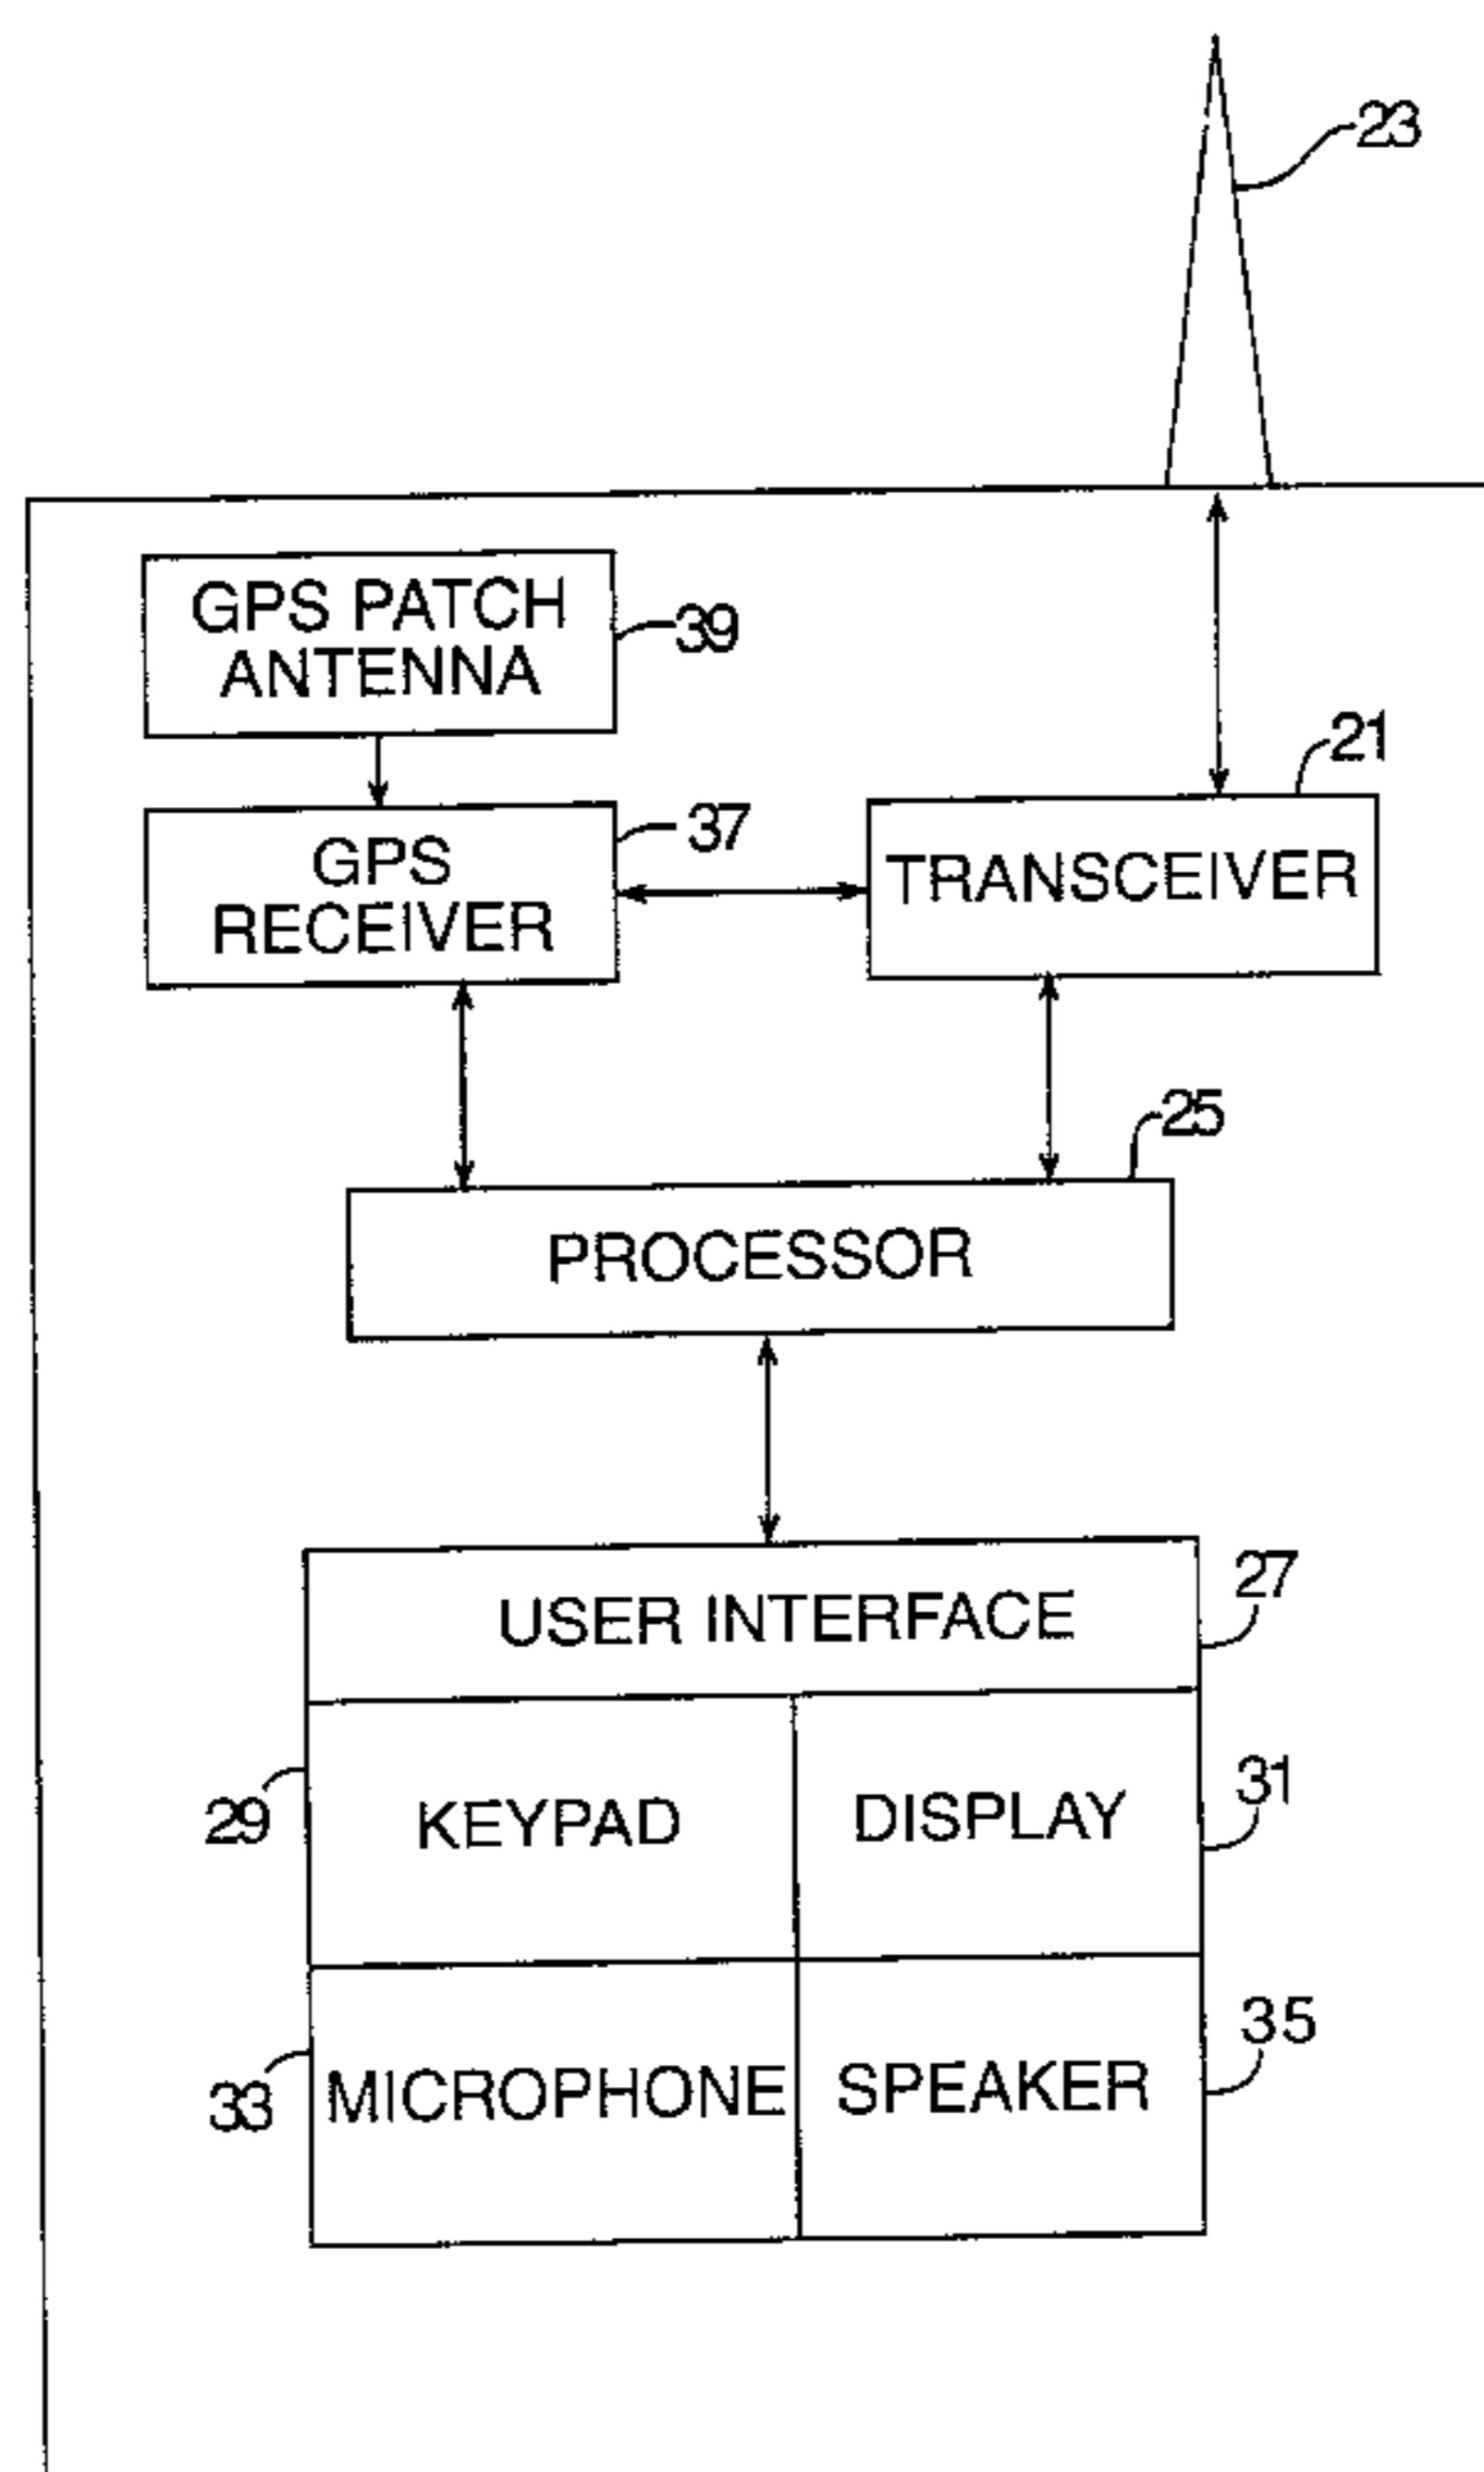 23
GPS PATCH
ANTENNA
39
21
GPS
RECEIVER
37
TRANSCEIVER
25
PROCESSOR
USER INTERFACE
27
29
KEYPAD
DISPLAY
31
33
MICROPHONE
SPEAKER
35